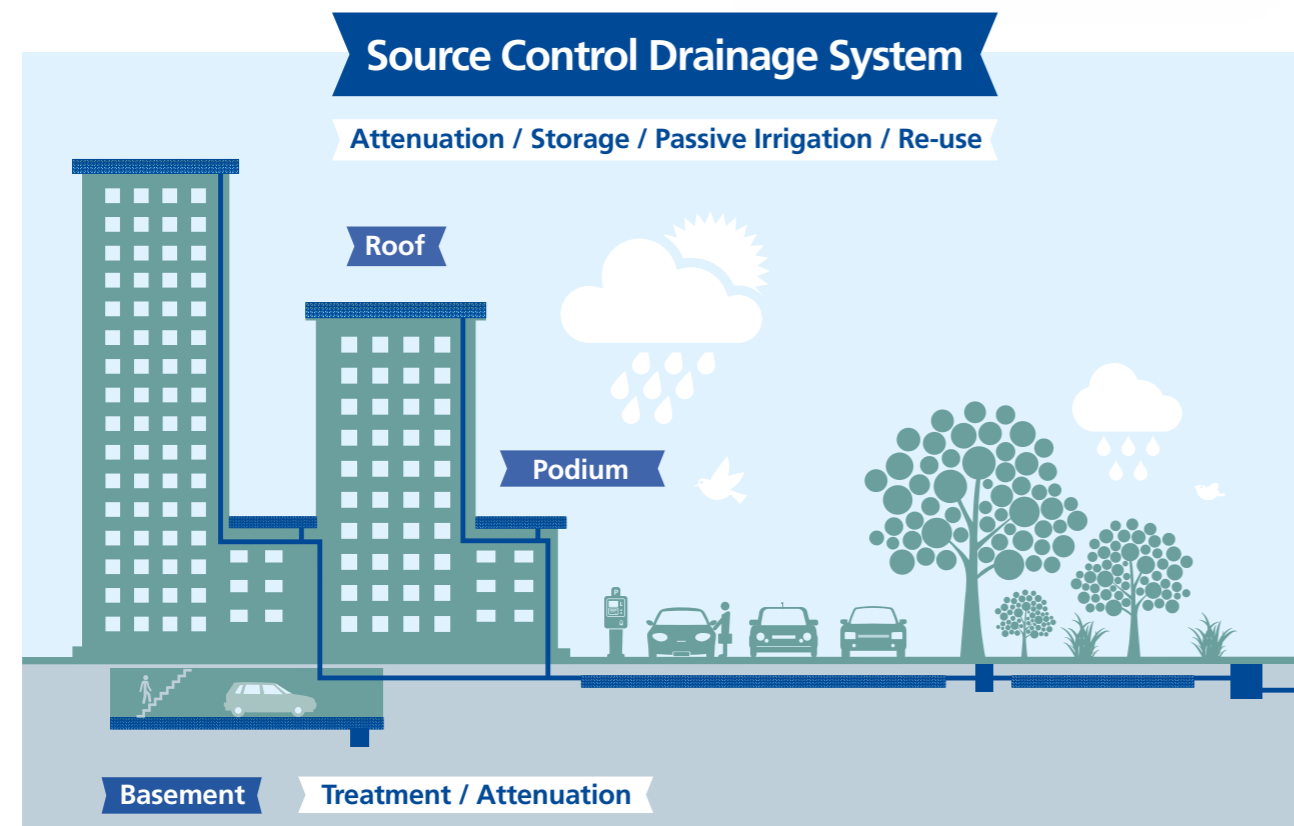 Source Control Drainage System
Attenuation / Storage / Passive Irrigation / Re-use
Roof
Podium
Basement
Treatment / Attenuation